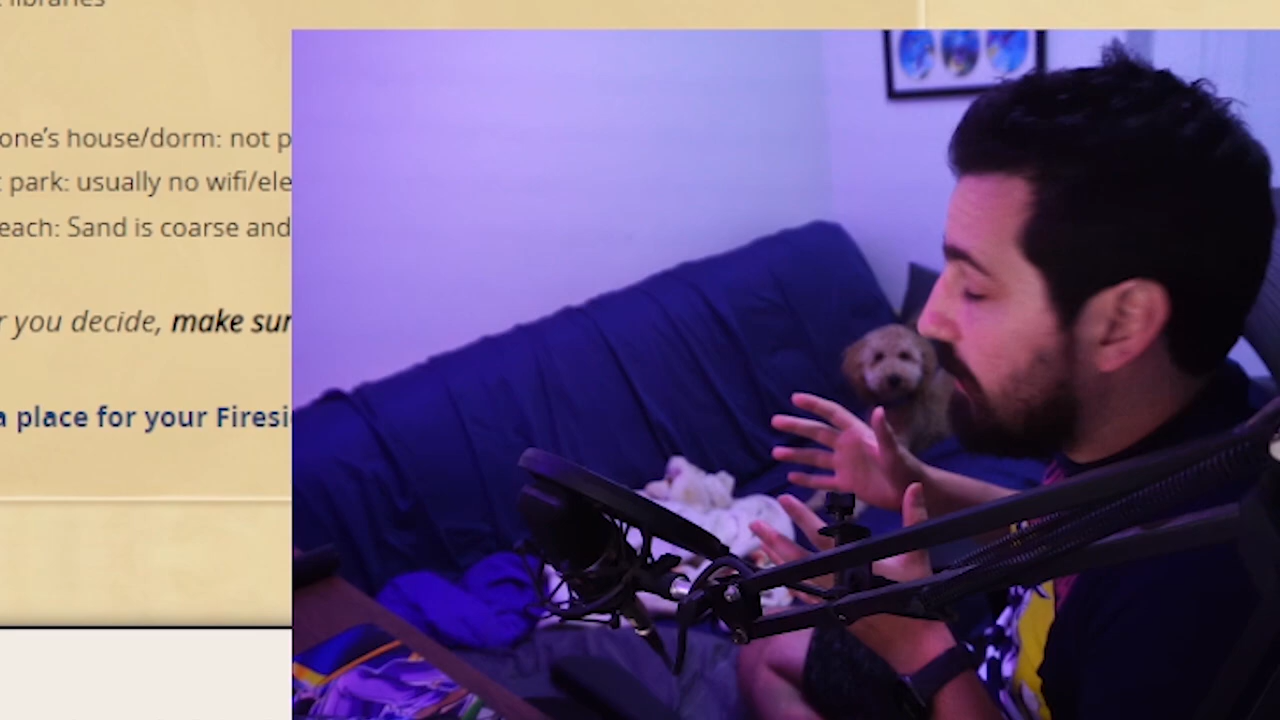 libraries
one's house/dorm: not p
park: usually no wifi/ele
each: Sand is coarse and
r you decide, make sur
a place for your Firesi